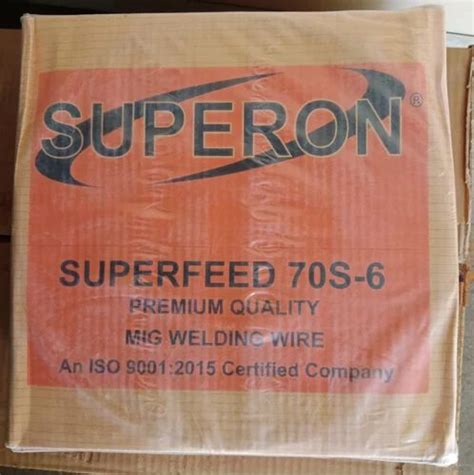 SUPERON®
SUPERFEED 70S-6
PREMIUM QUALITY
MIG WELDING WIRE
An ISO 9001:2015 Certified Company